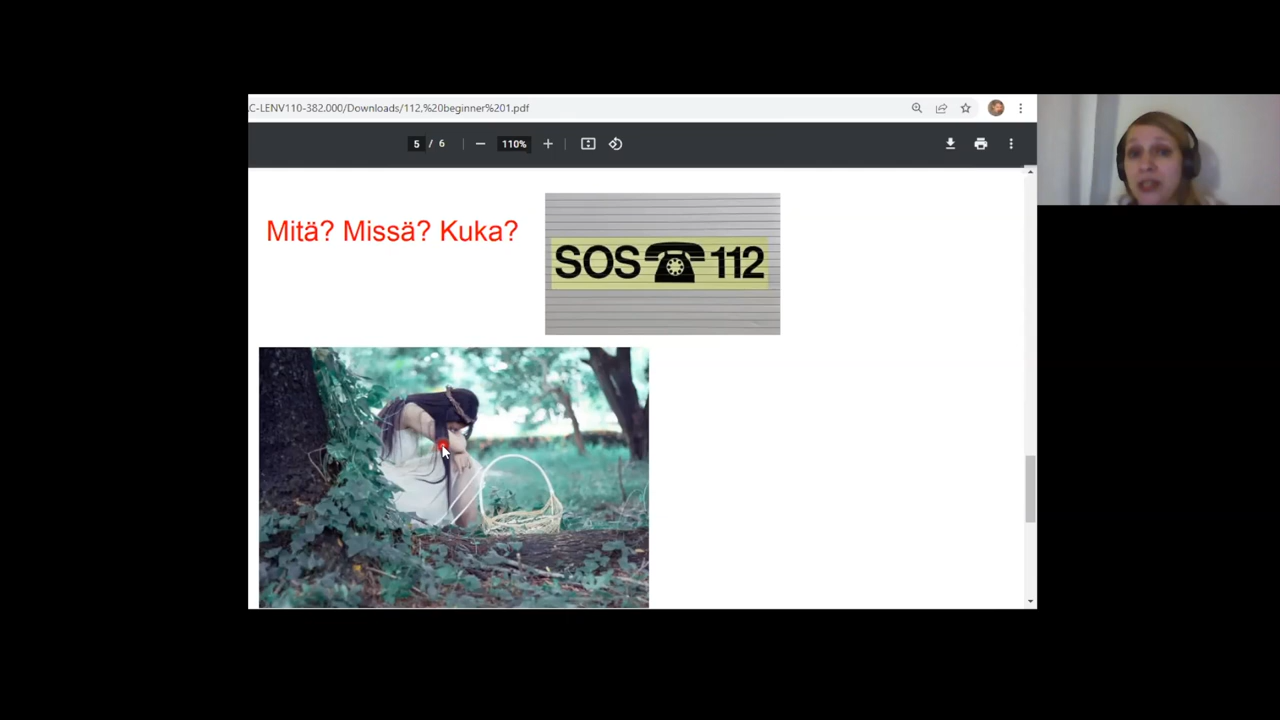 C-LENV110-382.000/Downloads/112,%20beginner%201.pdf
5 / 6
110%
Mitä? Missä? Kuka?
SOS 112